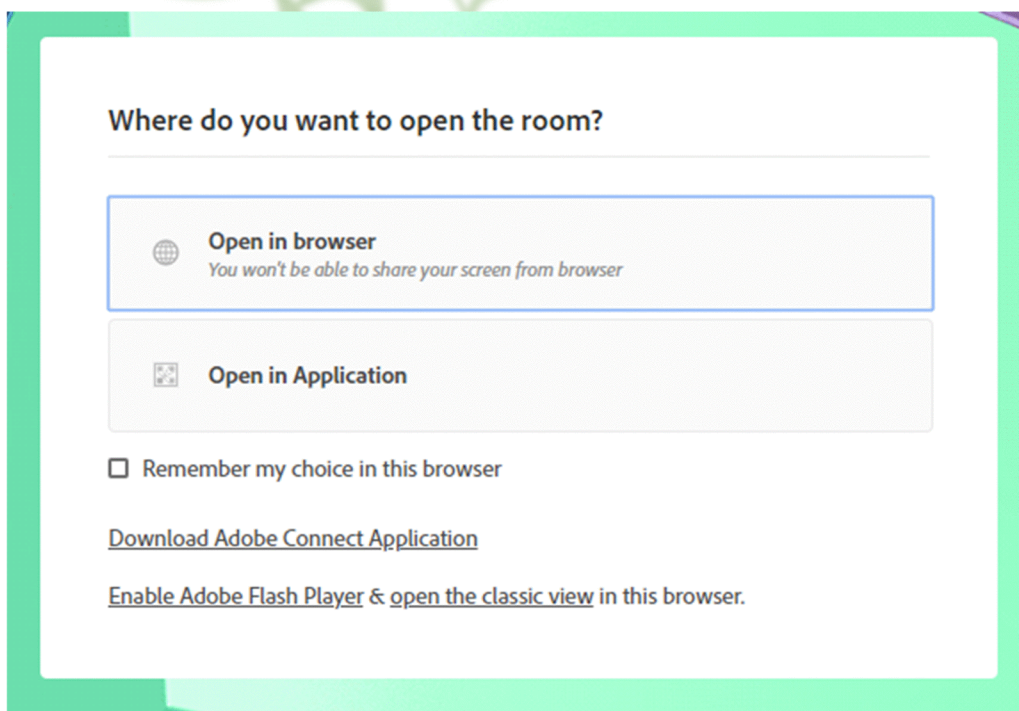 Where do you want to open the room?
Open in browser
You won't be able to share your screen from browser
Open in Application
Remember my choice in this browser
Download Adobe Connect Application
Enable Adobe Flash Player & open the classic view in this browser.